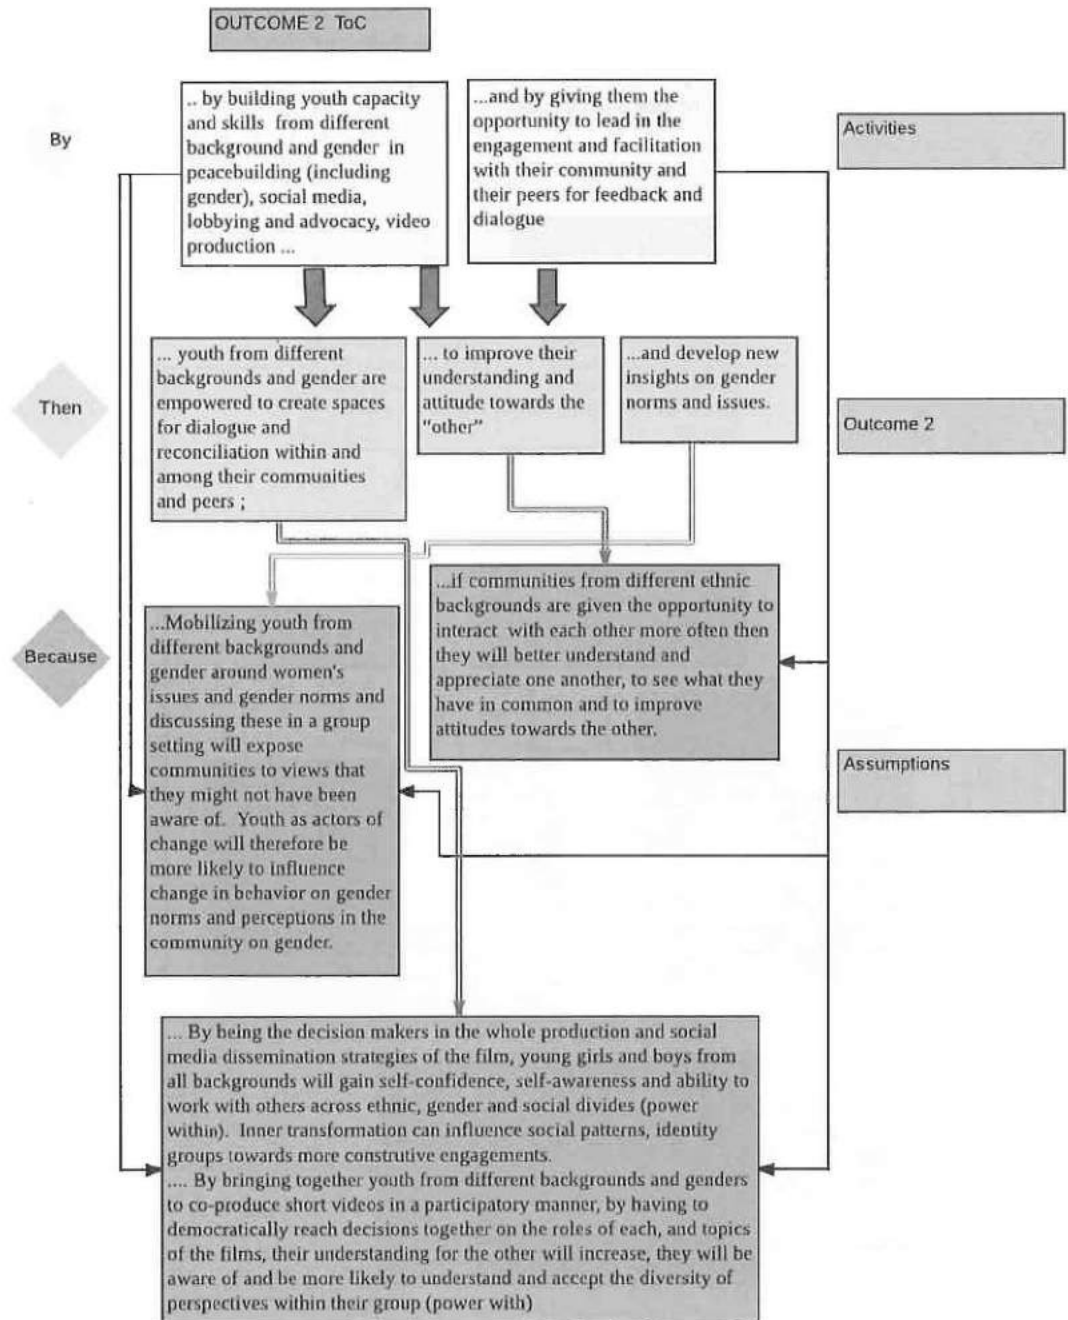 OUTCOME 2 ToC
By
.. by building youth capacity
and skills from different
background and gender in
peacebuilding (including
gender), social media,
lobbying and advocacy, video
production ...
...and by giving them the
opportunity to lead in the
engagement and facilitation
with their community and
their peers for feedback and
dialogue
Activities
Then
... youth from different
backgrounds and gender are
empowered to create spaces
for dialogue and
reconciliation within and
among their communities
and peers ;
... to improve their
understanding and
attitude towards the
"other"
...and develop new
insights on gender
norms and issues.
Outcome 2
Because
...Mobilizing youth from
different backgrounds and
gender around women's
issues and gender norms and
discussing these in a group
setting will expose
communities to views that
they might not have been
aware of. Youth as actors of
change will therefore be
more likely to influence
change in behavior on gender
norms and perceptions in the
community on gender.
...if communities from different ethnic
backgrounds are given the opportunity to
interact with each other more often then
they will better understand and
appreciate one another, to see what they
have in common and to improve
attitudes towards the other.
Assumptions
... By being the decision makers in the whole production and social
media dissemination strategies of the film, young girls and boys from
all backgrounds will gain self-confidence, self-awareness and ability to
work with others across ethnic, gender and social divides (power
within). Inner transformation can influence social patterns, identity
groups towards more construtive engagements.
.... By bringing together youth from different backgrounds and genders
to co-produce short videos in a participatory manner, by having to
democratically reach decisions together on the roles of each, and topics
of the films, their understanding for the other will increase, they will be
aware of and be more likely to understand and accept the diversity of
perspectives within their group (power with)